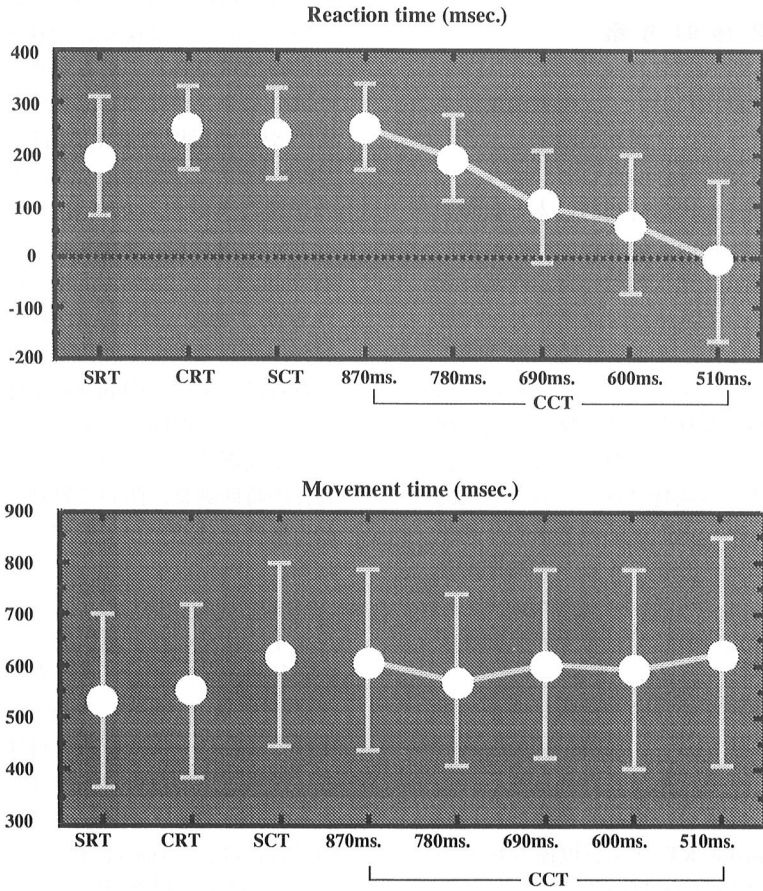 Reaction time (msec.)
400
300
200
100
0
-100
-200
SRT CRT SCT 870ms. 780ms. 690ms. 600ms. 510ms.
CCT
Movement time (msec.)
900
800
700
600
500
400
300
SRT CRT SCT 870ms. 780ms. 690ms. 600ms. 510ms.
CCT